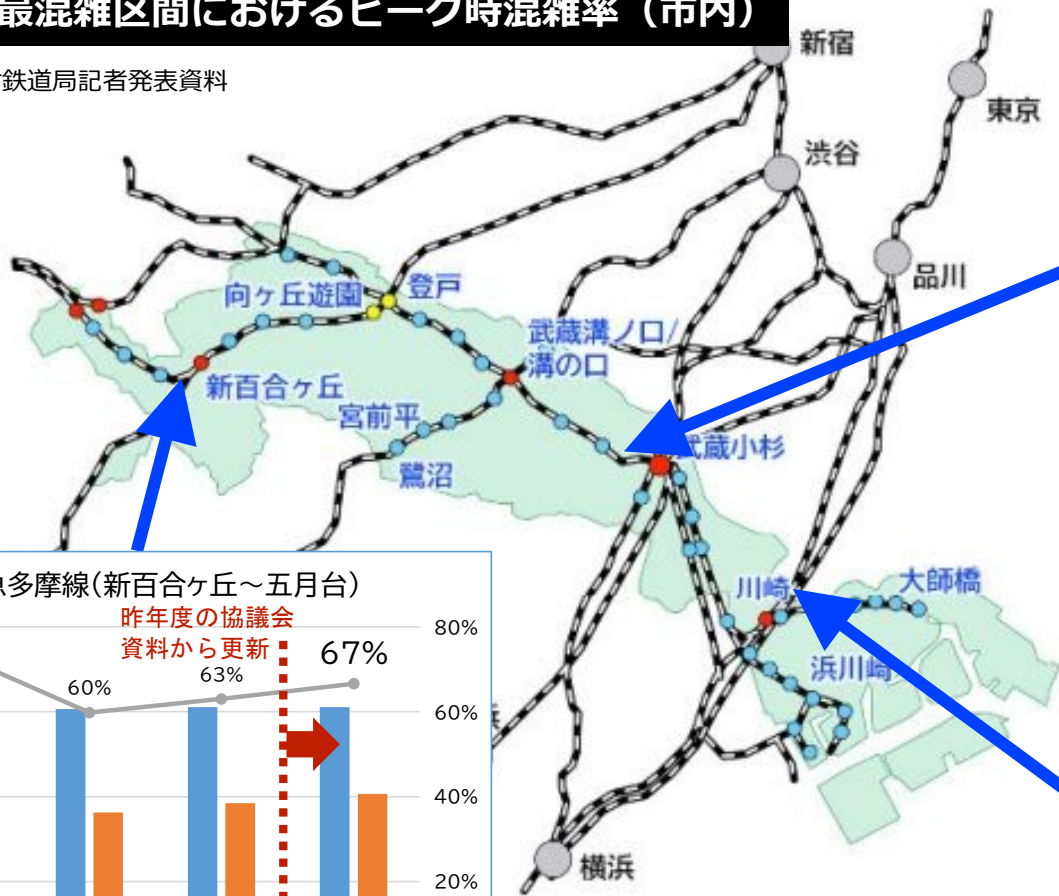 最混雑区間におけるピーク時混雑率（市内）
鉄道局記者発表資料
新宿
東京
渋谷
品川
向ヶ丘遊園
登戸
武蔵溝ノ口/
溝の口
新百合ヶ丘
宮前平
鷺沼
武蔵小杉
川崎
大師橋
浜川崎
横浜
多摩線(新百合ヶ丘～五月台)
昨年度の協議会
資料から更新
67%
63%
60%
80%
60%
40%
20%